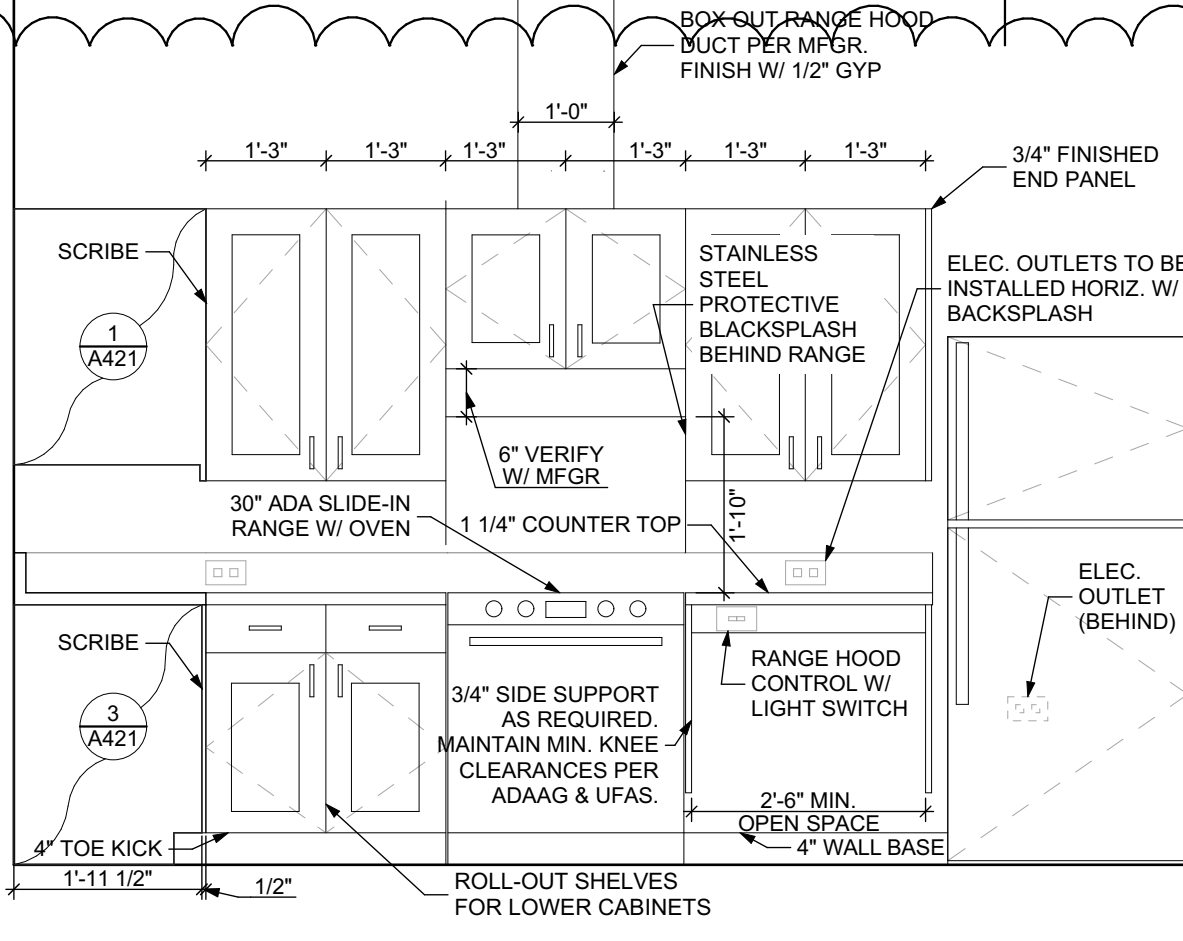 BOX OUT RANGE HOOD
DUCT PER MFGR.
FINISH W/ 1/2" GYP
1'-0"
1'-3"
1'-3"
1'-3"
1'-3"
1'-3"
1'-3"
3/4" FINISHED
END PANEL
SCRIBE
STAINLESS
STEEL
PROTECTIVE
BLACKSPLASH
BEHIND RANGE
ELEC. OUTLETS TO BE
INSTALLED HORIZ. W/
BACKSPLASH
1
A421
6" VERIFY
W/ MFGR
30" ADA SLIDE-IN
RANGE W/ OVEN
1 1/4" COUNTER TOP
1'-10"
ELEC.
OUTLET
(BEHIND)
SCRIBE
RANGE HOOD
CONTROL W/
LIGHT SWITCH
3/4" SIDE SUPPORT
AS REQUIRED.
MAINTAIN MIN. KNEE
CLEARANCES PER
ADAAG & UFAS.
3
A421
2'-6" MIN.
OPEN SPACE
4" TOE KICK
4" WALL BASE
1'-11 1/2"
1/2"
ROLL-OUT SHELVES
FOR LOWER CABINETS